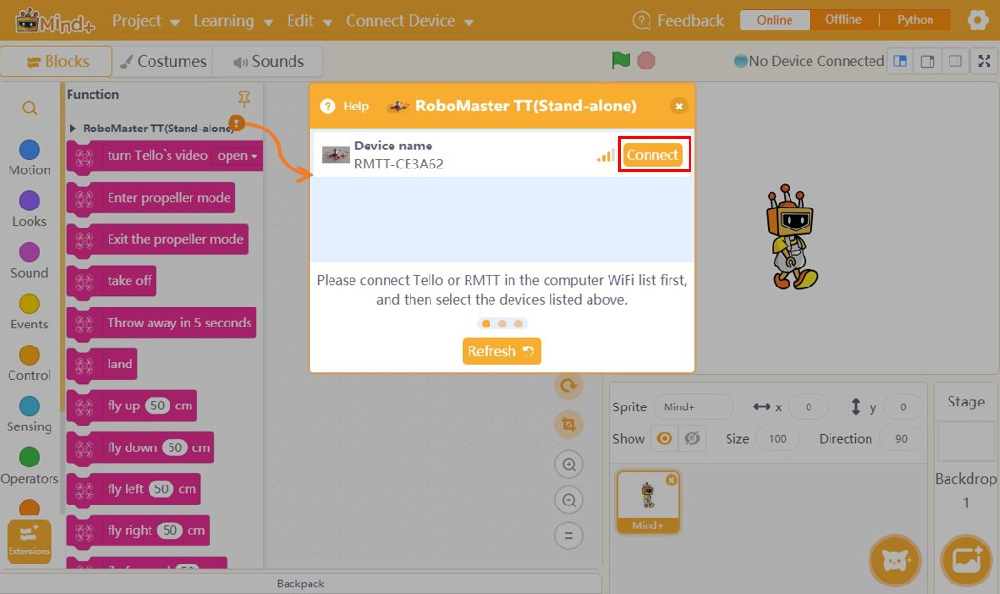 Mind+ Project Learning Edit Connect Device Feedback Online Offline Python
Blocks Costumes Sounds No Device Connected
Motion
Looks
Sound
Events
Control
Sensing
Operators
Extensions
Function
RoboMaster TT(Stand-alone)
turn Tello`s video open
Enter propeller mode
Exit the propeller mode
take off
Throw away in 5 seconds
land
fly up 50 cm
fly down 50 cm
fly left 50 cm
fly right 50 cm
Help RoboMaster TT(Stand-alone)
Device name
RMTT-CE3A62
Connect
Please connect Tello or RMTT in the computer WiFi list first,
and then select the devices listed above.
Refresh
Sprite Mind+ x 0 y 0
Show Size 100 Direction 90
Mind+
Stage
Backdrop
1
Backpack